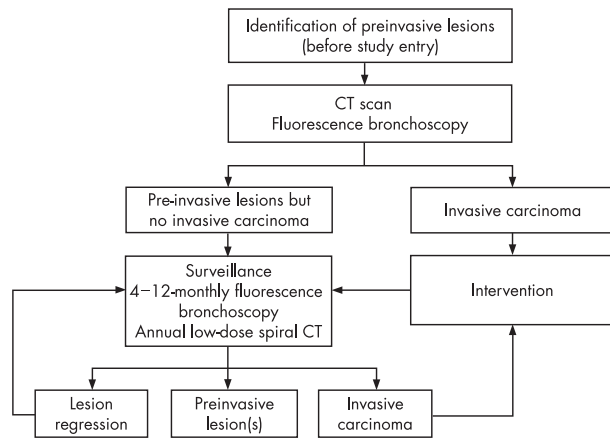 Identification of preinvasive lesions
(before study entry)
CT scan
Fluorescence bronchoscopy
Pre-invasive lesions but
no invasive carcinoma
Invasive carcinoma
Surveillance
4–12-monthly fluorescence
bronchoscopy
Annual low-dose spiral CT
Intervention
Lesion
regression
Preinvasive
lesion(s)
Invasive
carcinoma